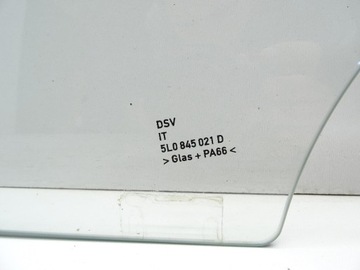 DSV
IT
5L0 845 021 D
> Glas + PA66 <